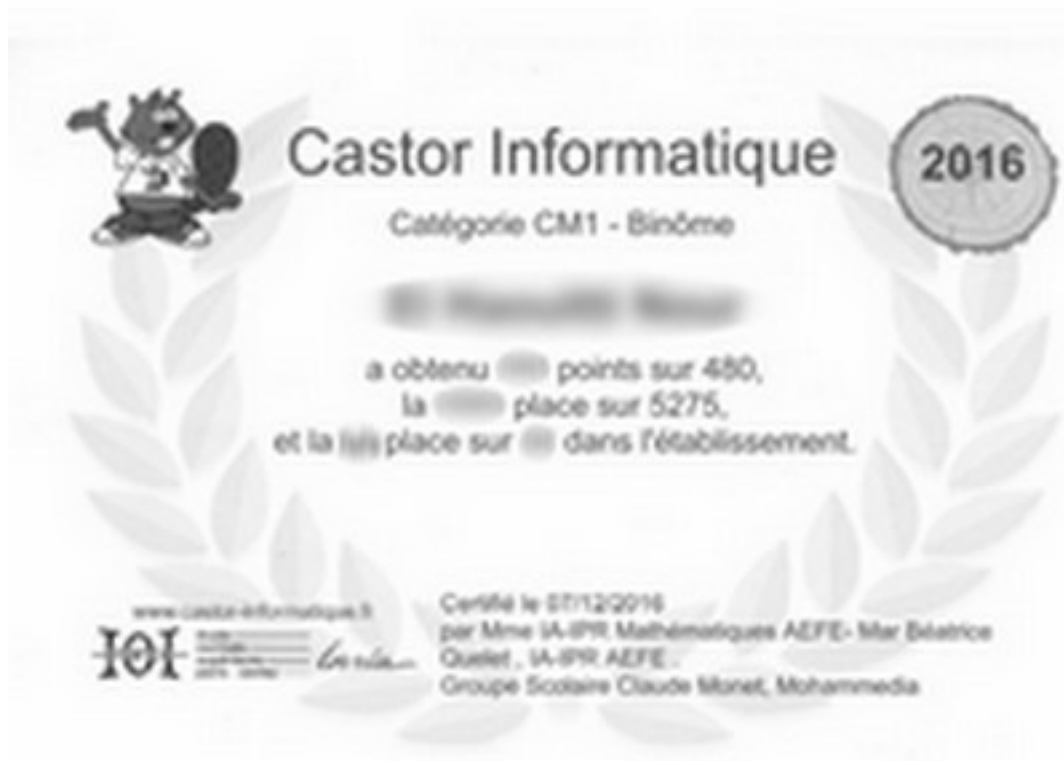 Castor Informatique
2016
Catégorie CM1 - Binôme
a obtenu points sur 480,
la place sur 5275,
et la place sur dans l'établissement.
www.castor-informatique.fr
Certifié le 07/12/2016
par Mme IA-IPR Mathématiques AEFE- Mar Béatrice
Quelet , IA-IPR AEFE .
Groupe Scolaire Claude Monet, Mohammedia